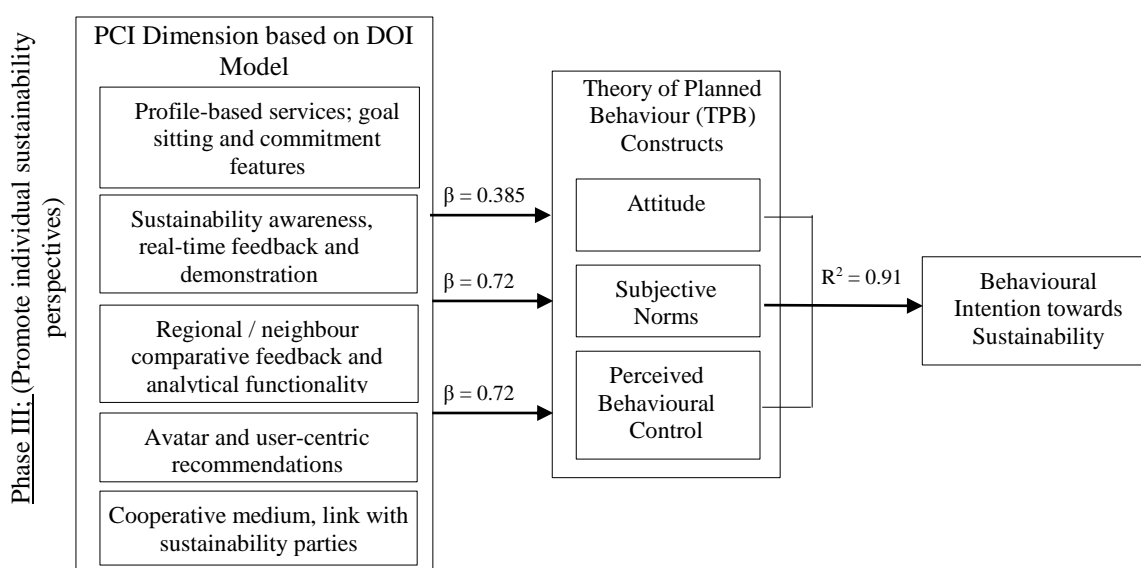 Phase III: (Promote individual sustainability
perspectives)
PCI Dimension based on DOI
Model
Profile-based services; goal
sitting and commitment
features
Sustainability awareness,
real-time feedback and
demonstration
Regional / neighbour
comparative feedback and
analytical functionality
Avatar and user-centric
recommendations
Cooperative medium, link with
sustainability parties
β = 0.385
β = 0.72
β = 0.72
Theory of Planned
Behaviour (TPB)
Constructs
Attitude
Subjective
Norms
Perceived
Behavioural
Control
R² = 0.91
Behavioural
Intention towards
Sustainability